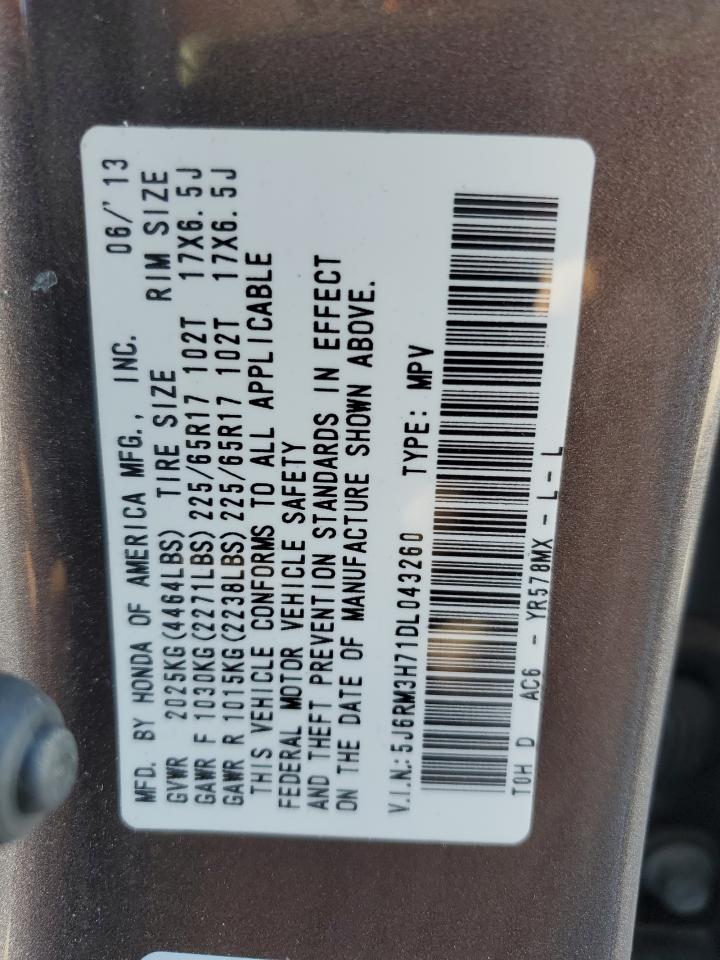 MFD. BY HONDA OF AMERICA MFG., INC. 06/'13
GVWR 2025KG(4464LBS) TIRE SIZE RIM SIZE
GAWR F 1030KG(2271LBS) 225/65R17 102T 17X6.5J
GAWR R 1015KG(2238LBS) 225/65R17 102T 17X6.5J
THIS VEHICLE CONFORMS TO ALL APPLICABLE
FEDERAL MOTOR VEHICLE SAFETY
AND THEFT PREVENTION STANDARDS IN EFFECT
ON THE DATE OF MANUFACTURE SHOWN ABOVE.
V.I.N.:5J6RM3H71DL043260 TYPE: MPV
TOH D AC6 - YR578MX - L - L